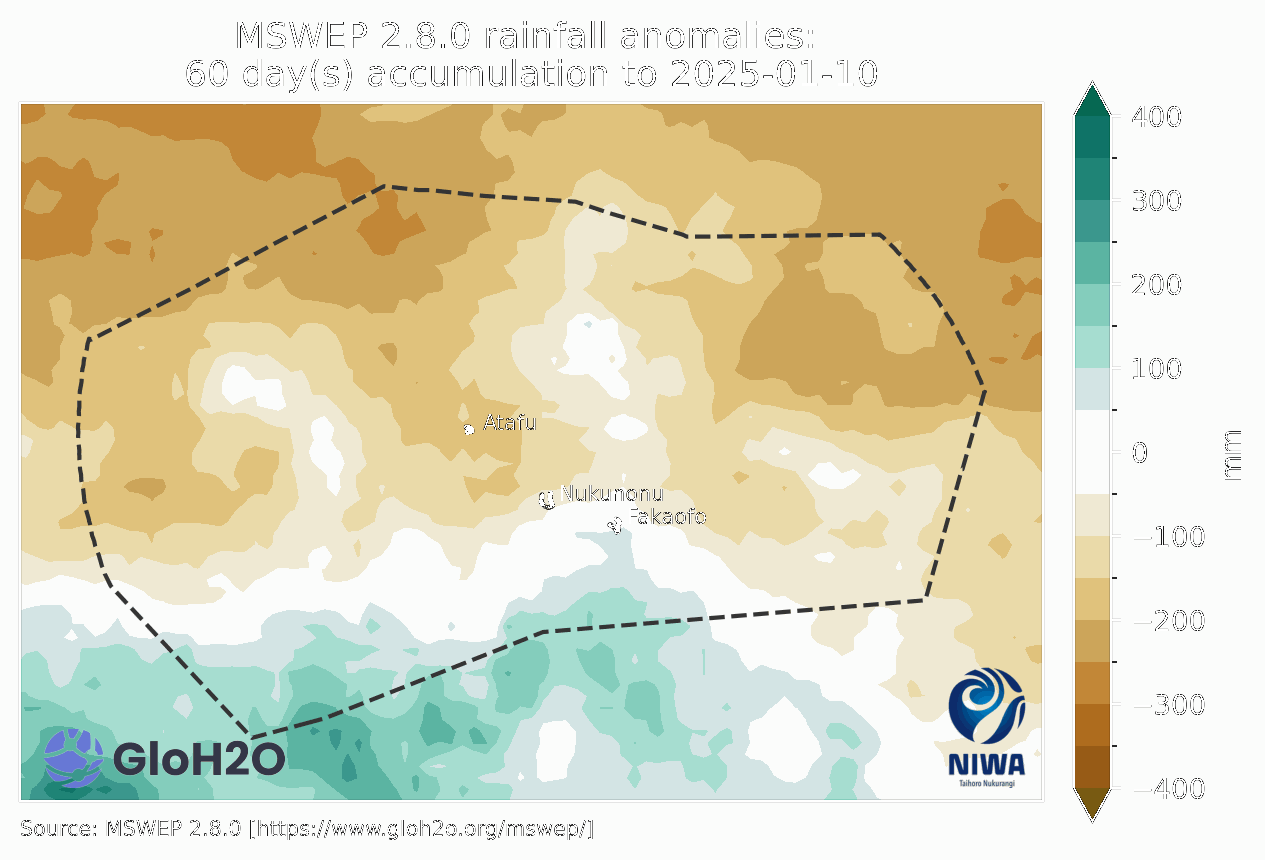 MSWEP 2.8.0 rainfall anomalies:
60 day(s) accumulation to 2025-01-10
400
300
200
100
0
−100
−200
−300
−400
mm
Atafu
Nukunonu
Fakaofo
GloH2O
NIWA
Taihoro Nukurangi
Source: MSWEP 2.8.0 [https://www.gloh2o.org/mswep/]